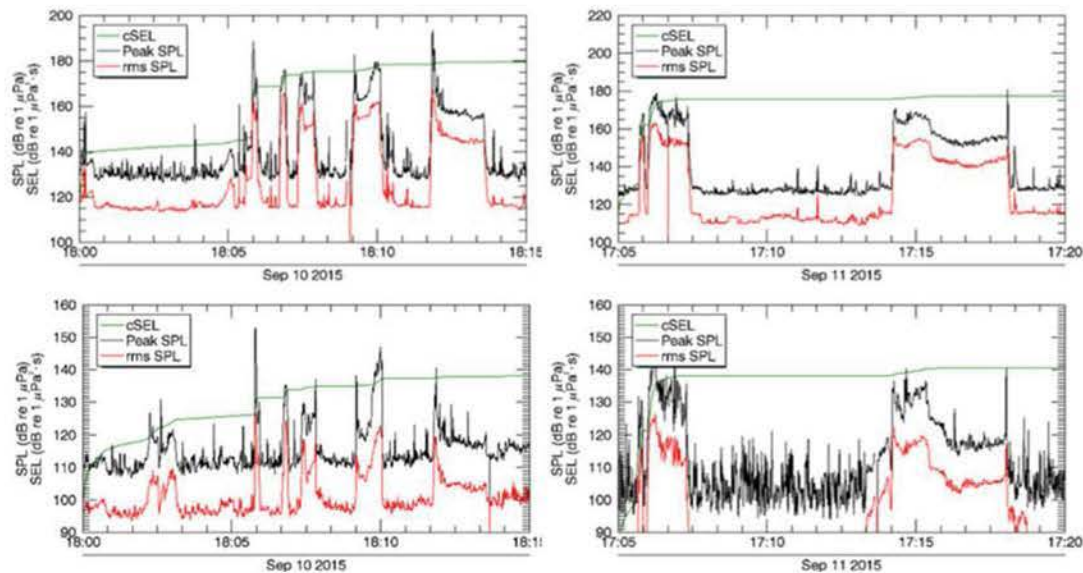 200
180
160
140
120
100
SPL (dB re 1 µPa)
SEL (dB re 1 µPa²·s)
cSEL
Peak SPL
rms SPL
18:00
18:05
18:10
18:15
Sep 10 2015
220
200
180
160
140
120
100
SPL (dB re 1 µPa)
SEL (dB re 1 µPa²·s)
cSEL
Peak SPL
rms SPL
17:05
17:10
17:15
17:20
Sep 11 2015
160
150
140
130
120
110
100
90
SPL (dB re 1 µPa)
SEL (dB re 1 µPa²·s)
cSEL
Peak SPL
rms SPL
18:00
18:05
18:10
18:15
Sep 10 2015
160
150
140
130
120
110
100
90
SPL (dB re 1 µPa)
SEL (dB re 1 µPa²·s)
cSEL
Peak SPL
rms SPL
17:05
17:10
17:15
17:20
Sep 11 2015